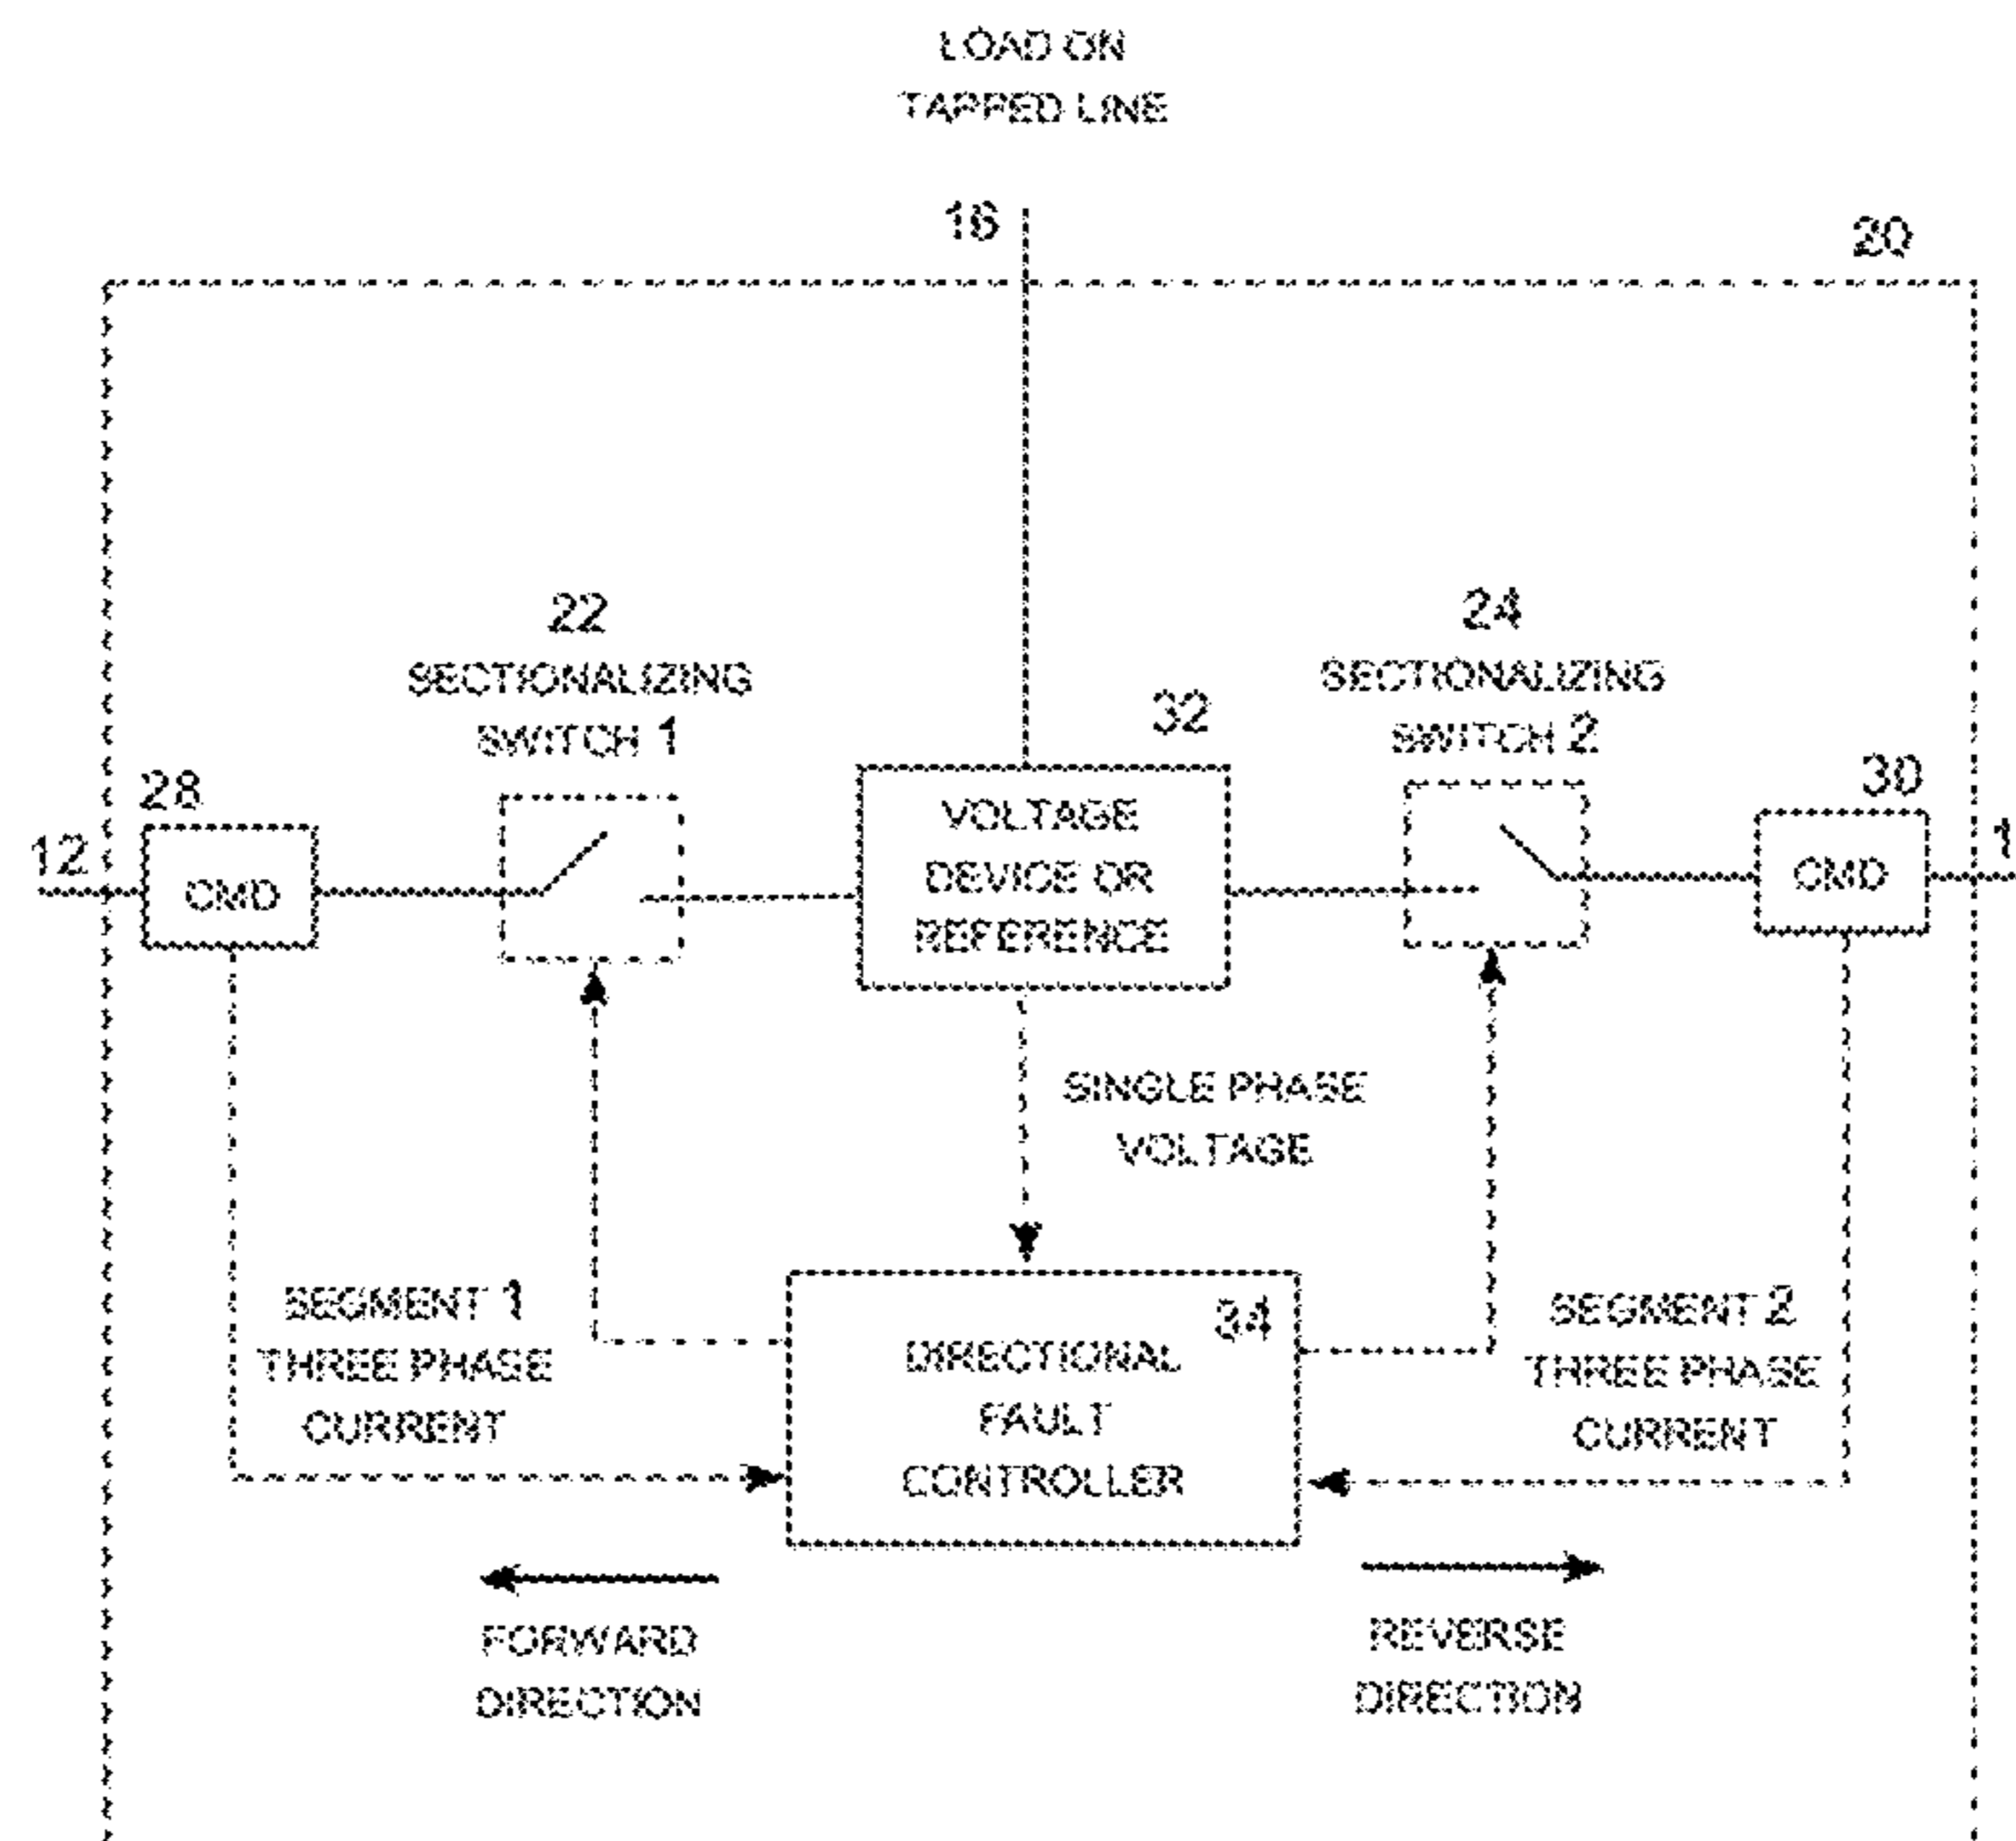 LOAD ON
TAPPED LINE
16
20
22
SECTIONALIZING
SWITCH 1
24
SECTIONALIZING
SWITCH 2
32
28
30
12
CMD
VOLTAGE
DEVICE OR
REFERENCE
CMD
1
SINGLE PHASE
VOLTAGE
SEGMENT 1
THREE PHASE
CURRENT
34
DIRECTIONAL
FAULT
CONTROLLER
SEGMENT 2
THREE PHASE
CURRENT
FORWARD
DIRECTION
REVERSE
DIRECTION